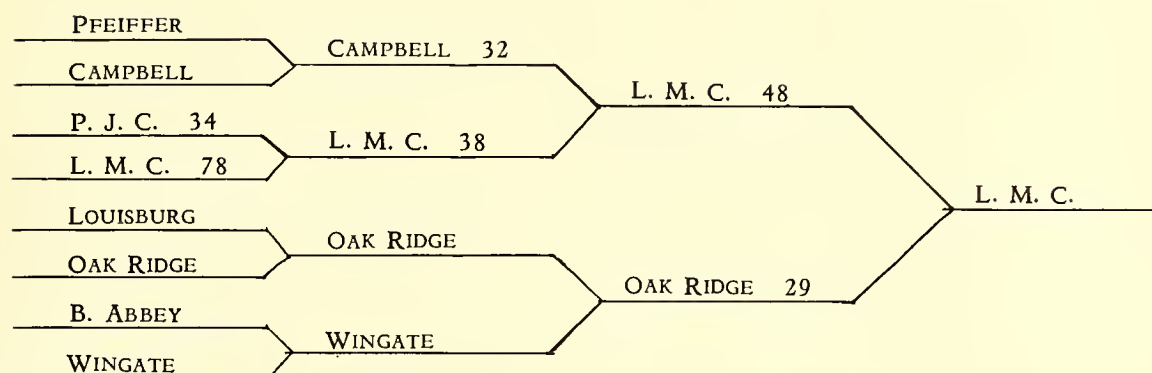 PFEIFFER
CAMPBELL
P. J. C. 34
L. M. C. 78
LOUISBURG
OAK RIDGE
B. ABBEY
WINGATE
CAMPBELL 32
L. M. C. 38
OAK RIDGE
WINGATE
L. M. C. 48
OAK RIDGE 29
L. M. C.